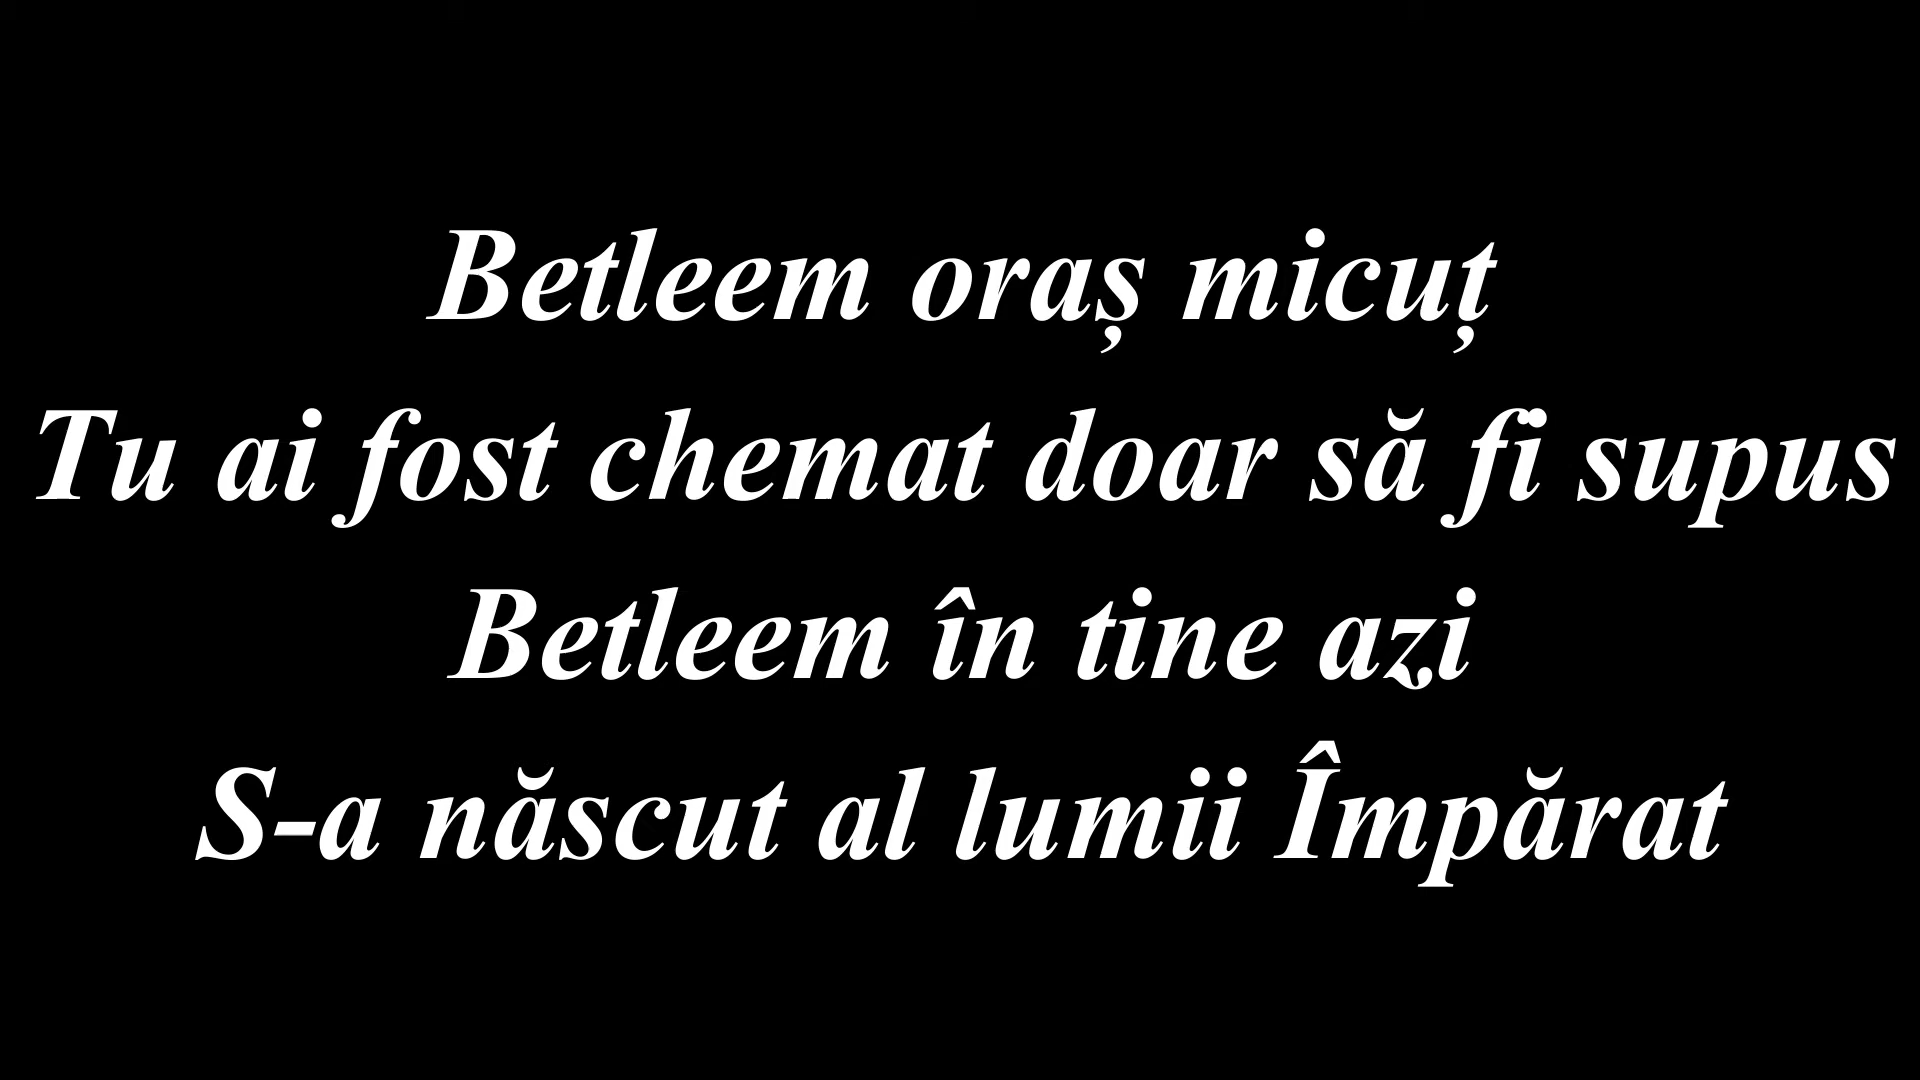 Betleem oraș micuț
Tu ai fost chemat doar să fi supus
Betleem în tine azi
S-a născut al lumii Împărat